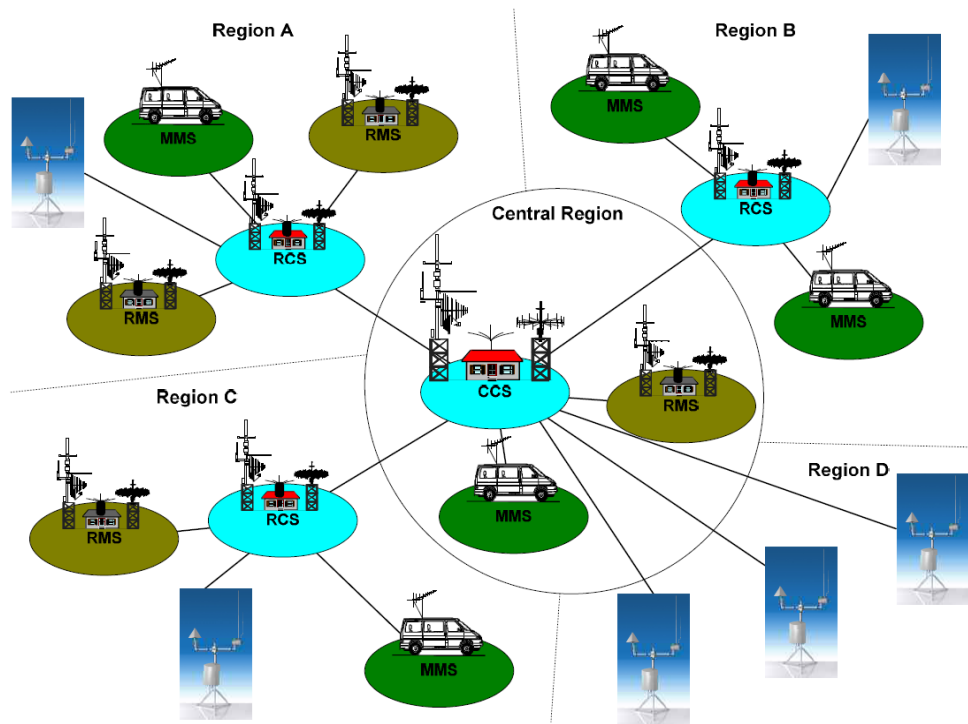 Region A
Region B
MMS
RMS
MMS
RCS
RCS
Central Region
RMS
MMS
CCS
RMS
Region C
Region D
RCS
MMS
RMS
MMS